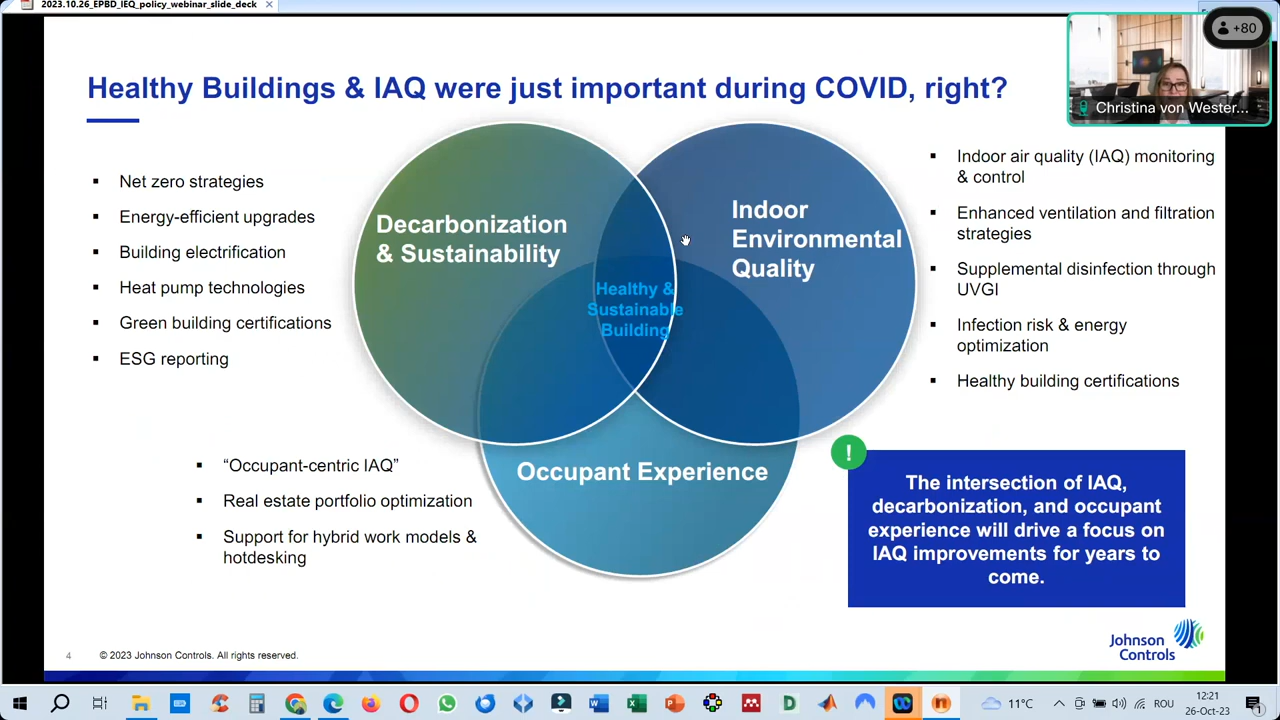 2023.10.26_EPBD_IEQ_policy_webinar_slide_deck
+80
Christina von Wester...
Healthy Buildings & IAQ were just important during COVID, right?
▪ Net zero strategies
▪ Energy-efficient upgrades
▪ Building electrification
▪ Heat pump technologies
▪ Green building certifications
▪ ESG reporting
Decarbonization
& Sustainability
Indoor
Environmental
Quality
Healthy &
Sustainable
Building
Occupant Experience
▪ Indoor air quality (IAQ) monitoring
& control
▪ Enhanced ventilation and filtration
strategies
▪ Supplemental disinfection through
UVGI
▪ Infection risk & energy
optimization
▪ Healthy building certifications
▪ “Occupant-centric IAQ”
▪ Real estate portfolio optimization
▪ Support for hybrid work models &
hotdesking
!
The intersection of IAQ,
decarbonization, and occupant
experience will drive a focus on
IAQ improvements for years to
come.
4 © 2023 Johnson Controls. All rights reserved.
Johnson
Controls
11°C
ROU
12:21
26-Oct-23
1